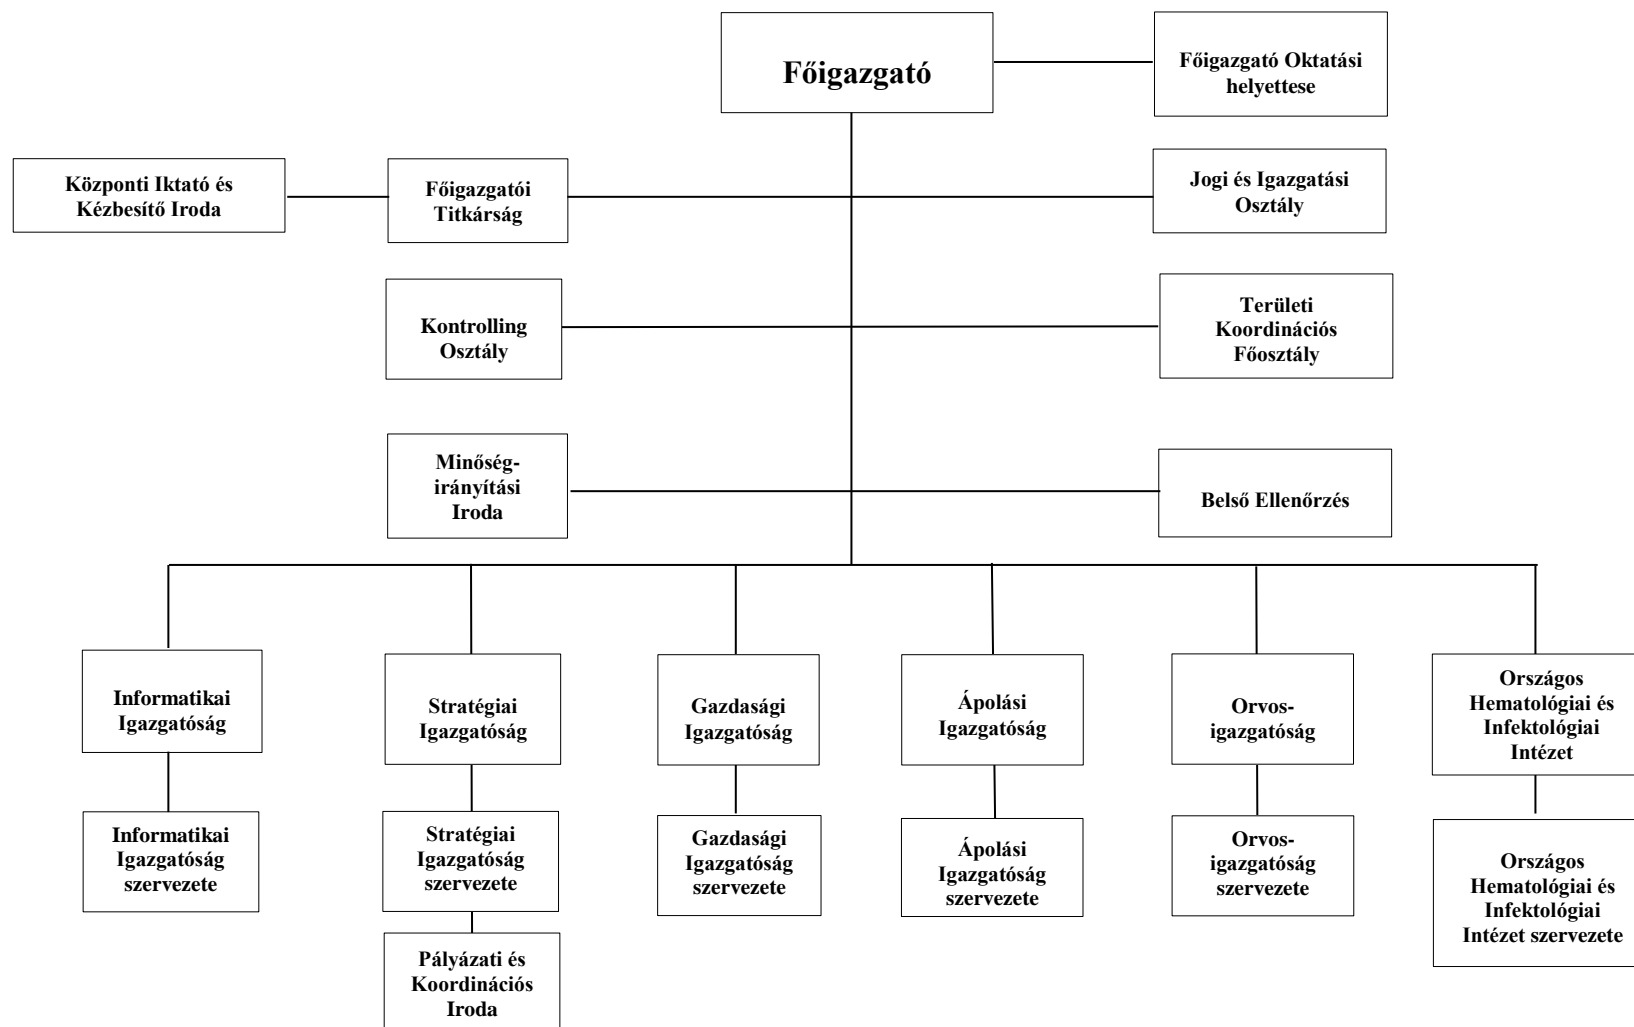 Főigazgató
Főigazgató Oktatási
helyettese
Központi Iktató és
Kézbesítő Iroda
Főigazgatói
Titkárság
Jogi és Igazgatási
Osztály
Kontrolling
Osztály
Területi
Koordinációs
Főosztály
Minőség-
irányítási
Iroda
Belső Ellenőrzés
Informatikai
Igazgatóság
Stratégiai
Igazgatóság
Gazdasági
Igazgatóság
Ápolási
Igazgatóság
Orvos-
igazgatóság
Országos
Hematológiai és
Infektológiai
Intézet
Informatikai
Igazgatóság
szervezete
Stratégiai
Igazgatóság
szervezete
Gazdasági
Igazgatóság
szervezete
Ápolási
Igazgatóság
szervezete
Orvos-
igazgatóság
szervezete
Országos
Hematológiai és
Infektológiai
Intézet szervezete
Pályázati és
Koordinációs
Iroda